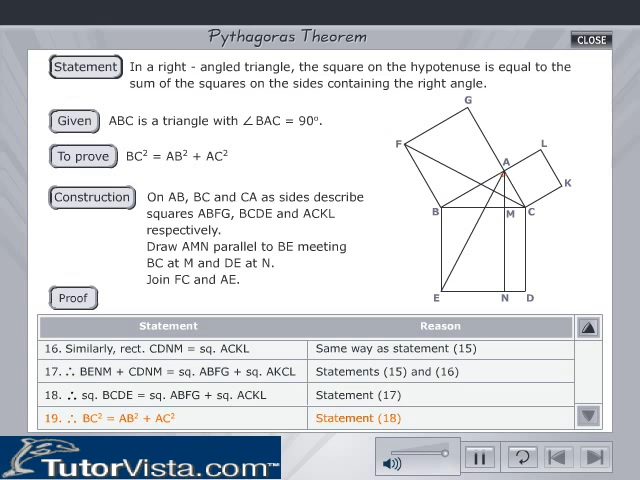 Pythagoras Theorem
CLOSE
Statement
In a right - angled triangle, the square on the hypotenuse is equal to the
sum of the squares on the sides containing the right angle.
Given
ABC is a triangle with ∠BAC = 90°.
To prove
BC² = AB² + AC²
Construction
On AB, BC and CA as sides describe
squares ABFG, BCDE and ACKL
respectively.
Draw AMN parallel to BE meeting
BC at M and DE at N.
Join FC and AE.
Proof
G
F
A
L
K
B
M
C
E
N
D
Statement
Reason
16. Similarly, rect. CDNM = sq. ACKL
Same way as statement (15)
17. ∴ BENM + CDNM = sq. ABFG + sq. AKCL
Statements (15) and (16)
18. ∴ sq. BCDE = sq. ABFG + sq. ACKL
Statement (17)
19. ∴ BC² = AB² + AC²
Statement (18)
TutorVista.com™